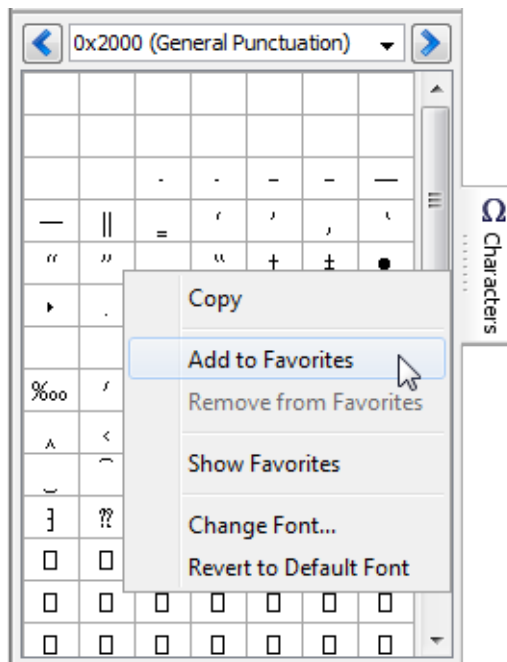 0x2000 (General Punctuation)
Ω Characters
- - – – —
― ‖ ‗ ‘ ’ ‚ ‛
“ ” „ ‟ † ‡ •
‣ ․
‱ ′
‸ ‹
‿ ⁀
⁆ ⁇
Copy
Add to Favorites
Remove from Favorites
Show Favorites
Change Font...
Revert to Default Font